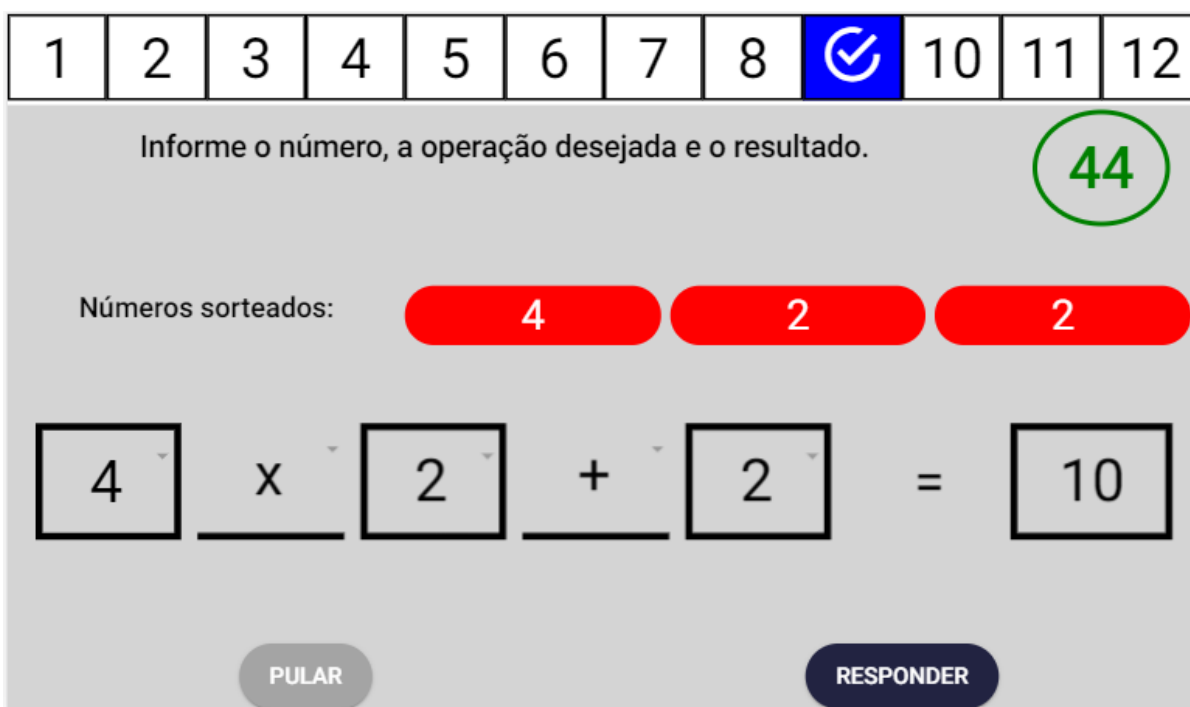 1 2 3 4 5 6 7 8 10 11 12
Informe o número, a operação desejada e o resultado.
44
Números sorteados: 4 2 2
4 x 2 + 2 = 10
PULAR RESPONDER